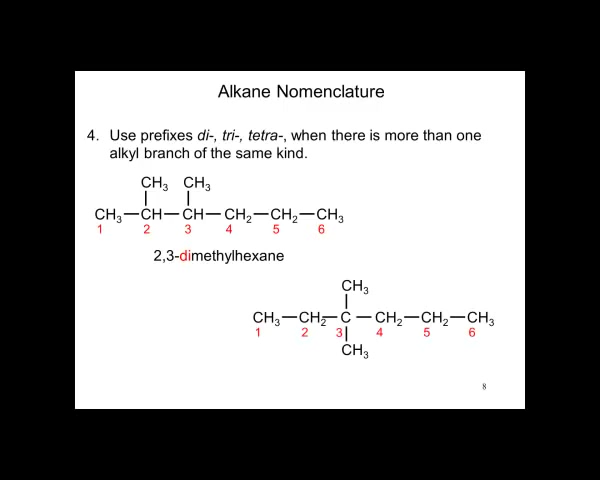 Alkane Nomenclature
4. Use prefixes di-, tri-, tetra-, when there is more than one
alkyl branch of the same kind.
CH₃ CH₃
CH₃—CH—CH—CH₂—CH₂—CH₃
1 2 3 4 5 6
2,3-dimethylhexane
CH₃
CH₃—CH₂—C—CH₂—CH₂—CH₃
1 2 3 4 5 6
CH₃
8